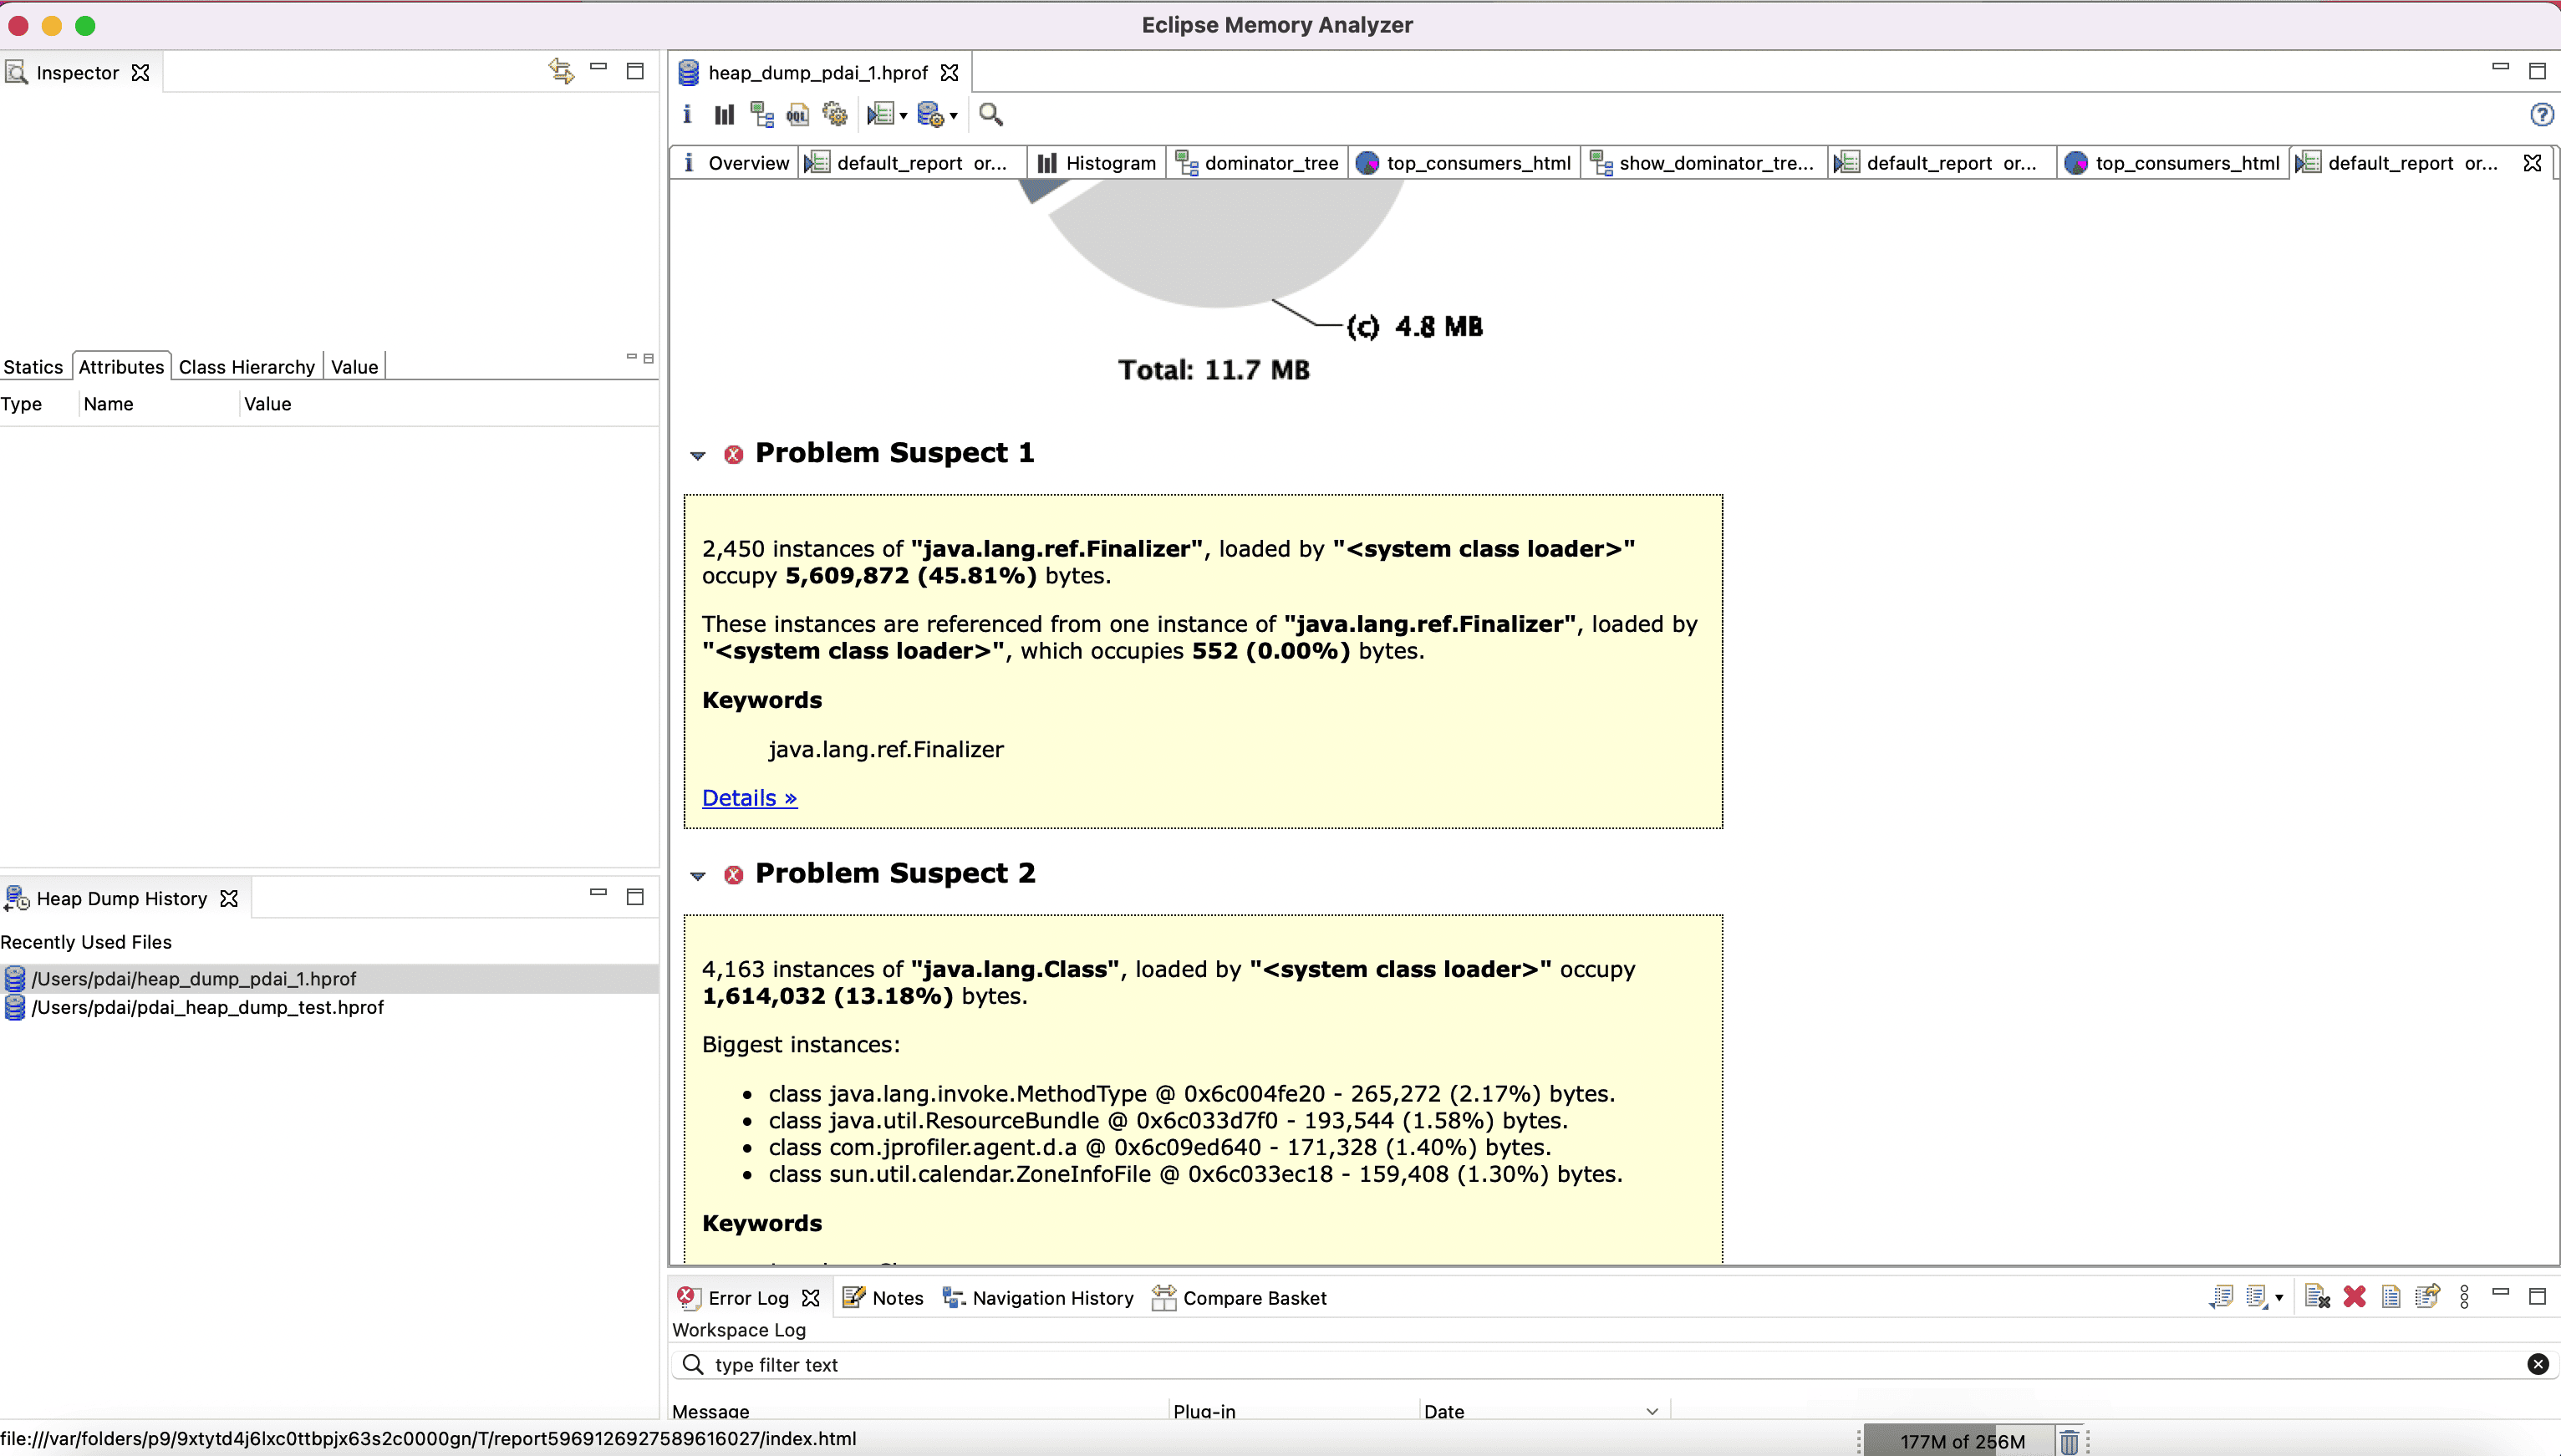 Eclipse Memory Analyzer
Inspector
heap_dump_pdai_1.hprof
Overview
default_report or...
Histogram
dominator_tree
top_consumers_html
show_dominator_tre...
default_report or...
top_consumers_html
default_report or...
(c) 4.8 MB
Total: 11.7 MB
Statics
Attributes
Class Hierarchy
Value
Type
Name
Value
Problem Suspect 1
2,450 instances of "java.lang.ref.Finalizer", loaded by "<system class loader>"
occupy 5,609,872 (45.81%) bytes.
These instances are referenced from one instance of "java.lang.ref.Finalizer", loaded by
"<system class loader>", which occupies 552 (0.00%) bytes.
Keywords
java.lang.ref.Finalizer
Details »
Problem Suspect 2
4,163 instances of "java.lang.Class", loaded by "<system class loader>" occupy
1,614,032 (13.18%) bytes.
Biggest instances:
• class java.lang.invoke.MethodType @ 0x6c004fe20 - 265,272 (2.17%) bytes.
• class java.util.ResourceBundle @ 0x6c033d7f0 - 193,544 (1.58%) bytes.
• class com.jprofiler.agent.d.a @ 0x6c09ed640 - 171,328 (1.40%) bytes.
• class sun.util.calendar.ZoneInfoFile @ 0x6c033ec18 - 159,408 (1.30%) bytes.
Keywords
Heap Dump History
Recently Used Files
/Users/pdai/heap_dump_pdai_1.hprof
/Users/pdai/pdai_heap_dump_test.hprof
Error Log
Notes
Navigation History
Compare Basket
Workspace Log
type filter text
Message
Plug-in
Date
file:///var/folders/p9/9xtytd4j6lxc0ttbpjx63s2c0000gn/T/report5969126927589616027/index.html
177M of 256M